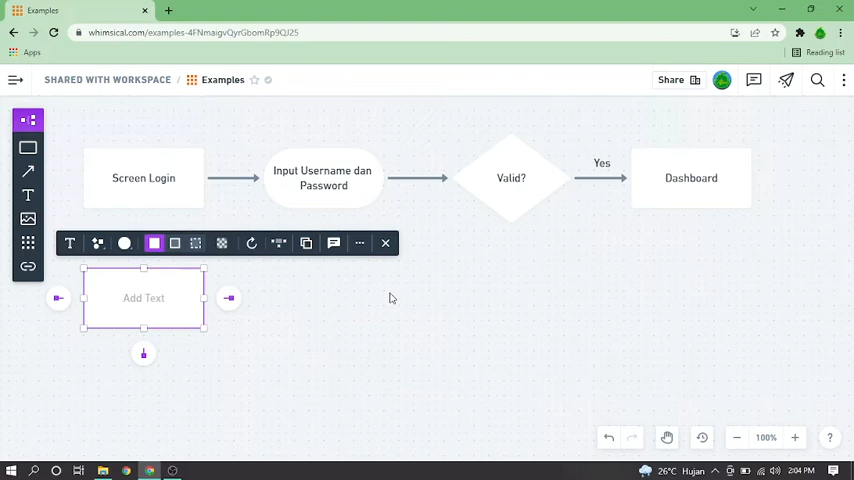 Examples
whimsical.com/examples-4FNmaigvQyrGbomRp9QJ25
Apps
Reading list
SHARED WITH WORKSPACE / Examples
Share
Screen Login
Input Username dan
Password
Valid?
Yes
Dashboard
T
T
Add Text
100%
?
26°C Hujan
2:04 PM